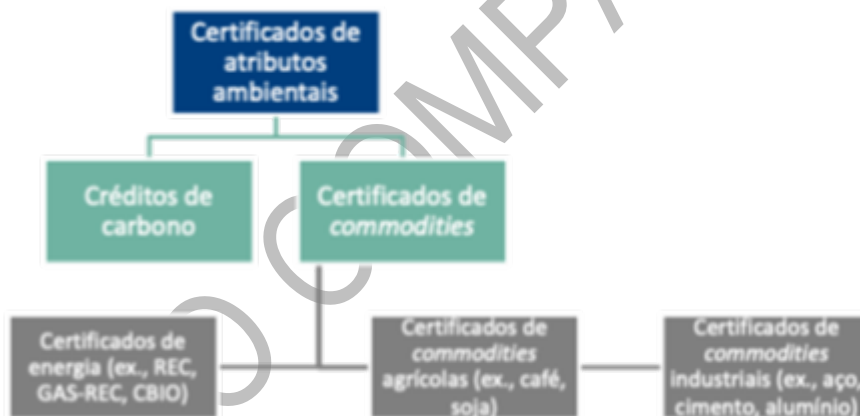 Certificados de
atributos
ambientais
Créditos de
carbono
Certificados de
commodities
Certificados de
energia (ex., REC,
GAS-REC, CBIO)
Certificados de
commodities
agrícolas (ex., café,
soja)
Certificados de
commodities
industriais (ex., aço,
cimento, alumínio)
O COMPA